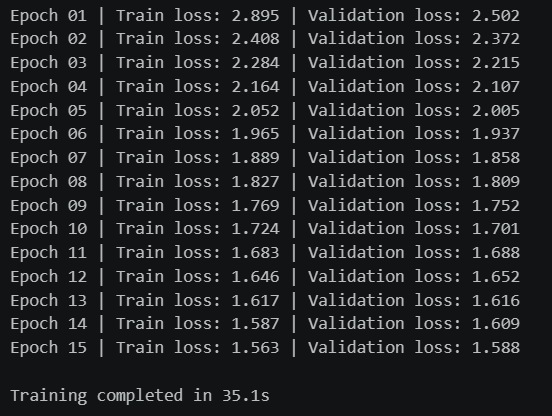 Epoch 01 | Train loss: 2.895 | Validation loss: 2.502
Epoch 02 | Train loss: 2.408 | Validation loss: 2.372
Epoch 03 | Train loss: 2.284 | Validation loss: 2.215
Epoch 04 | Train loss: 2.164 | Validation loss: 2.107
Epoch 05 | Train loss: 2.052 | Validation loss: 2.005
Epoch 06 | Train loss: 1.965 | Validation loss: 1.937
Epoch 07 | Train loss: 1.889 | Validation loss: 1.858
Epoch 08 | Train loss: 1.827 | Validation loss: 1.809
Epoch 09 | Train loss: 1.769 | Validation loss: 1.752
Epoch 10 | Train loss: 1.724 | Validation loss: 1.701
Epoch 11 | Train loss: 1.683 | Validation loss: 1.688
Epoch 12 | Train loss: 1.646 | Validation loss: 1.652
Epoch 13 | Train loss: 1.617 | Validation loss: 1.616
Epoch 14 | Train loss: 1.587 | Validation loss: 1.609
Epoch 15 | Train loss: 1.563 | Validation loss: 1.588
Training completed in 35.1s